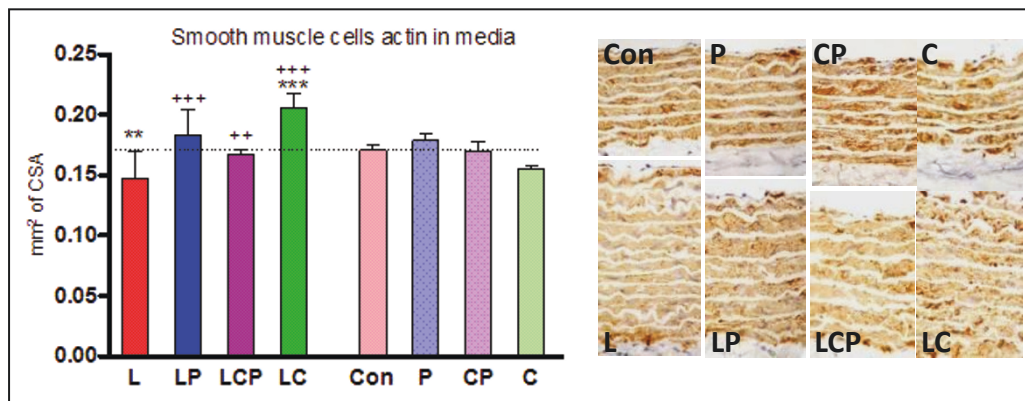 Smooth muscle cells actin in media
mm² of CSA
0.25
0.20
0.15
0.10
0.05
0.00
**
+++
++
+++
***
L LP LCP LC Con P CP C
Con P CP C
L LP LCP LC